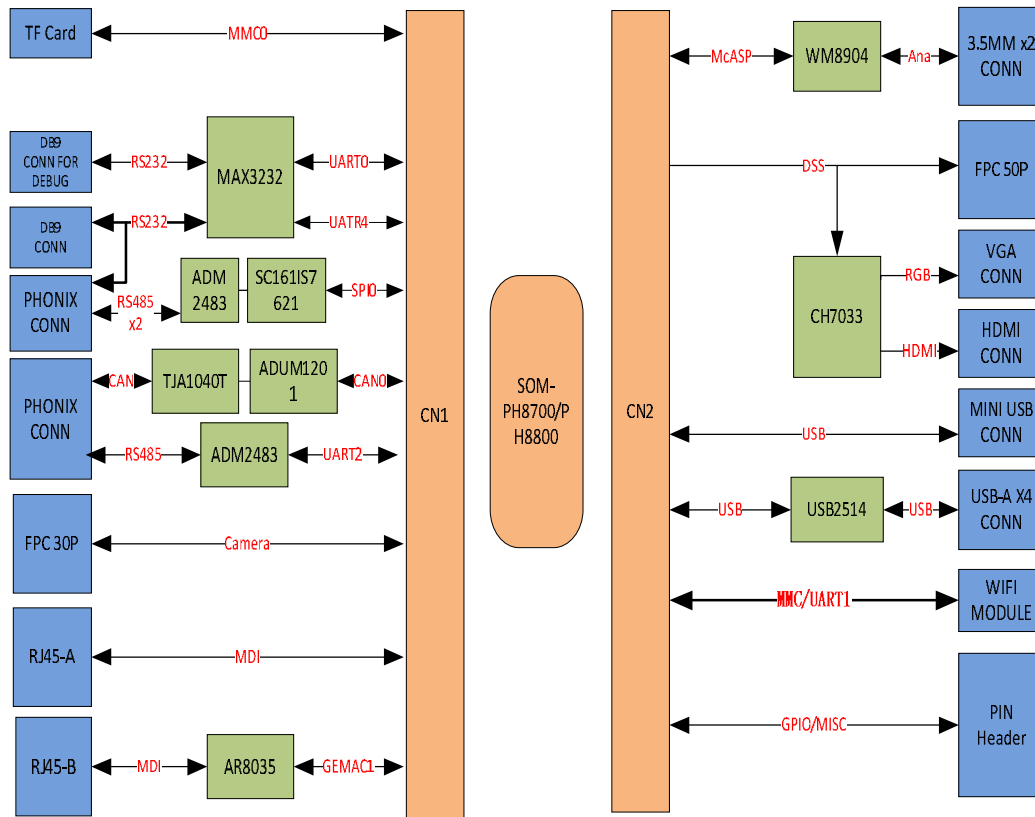 TF Card
MMC0
DB9
CONN FOR
DEBUG
RS232
MAX3232
UART0
DB9
CONN
RS232
UATR4
PHONIX
CONN
RS485
x2
ADM
2483
SC161IS7
621
SPI0
PHONIX
CONN
CAN
TJA1040T
ADUM120
1
CAN0
RS485
ADM2483
UART2
FPC 30P
Camera
RJ45-A
MDI
RJ45-B
MDI
AR8035
GEMAC1
CN1
SOM-
PH8700/P
H8800
CN2
McASP
WM8904
Ana
3.5MM x2
CONN
DSS
FPC 50P
CH7033
RGB
VGA
CONN
HDMI
HDMI
CONN
USB
MINI USB
CONN
USB
USB2514
USB
USB-A X4
CONN
MMC/UART1
WIFI
MODULE
GPIO/MISC
PIN
Header